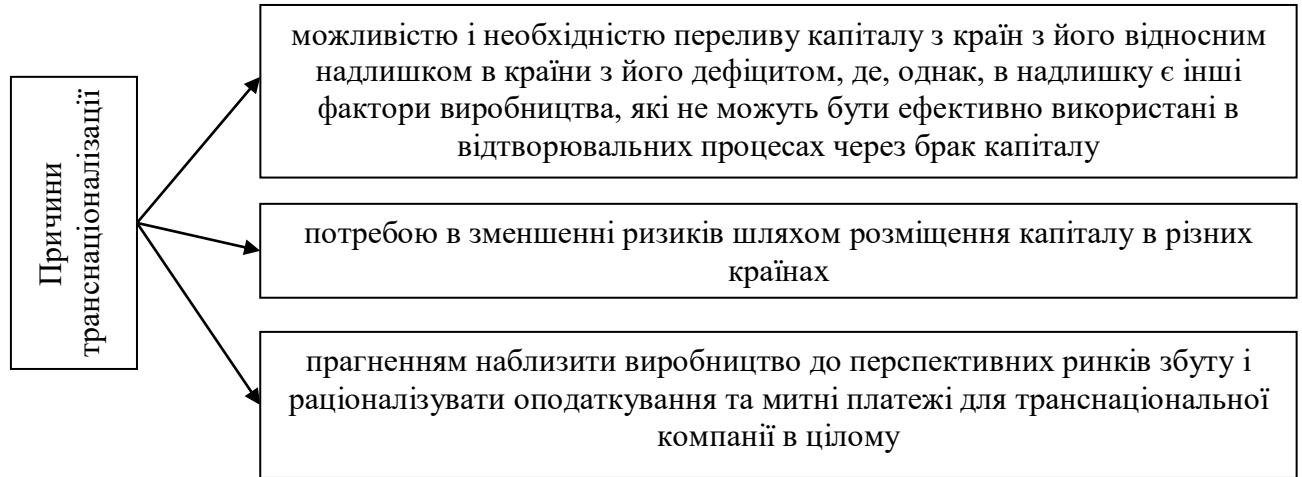 Причини
транснаціоналізації
можливістю і необхідністю переливу капіталу з країн з його відносним
надлишком в країни з його дефіцитом, де, однак, в надлишку є інші
фактори виробництва, які не можуть бути ефективно використані в
відтворювальних процесах через брак капіталу
потребою в зменшенні ризиків шляхом розміщення капіталу в різних
країнах
прагненням наблизити виробництво до перспективних ринків збуту і
раціоналізувати оподаткування та митні платежі для транснаціональної
компанії в цілому